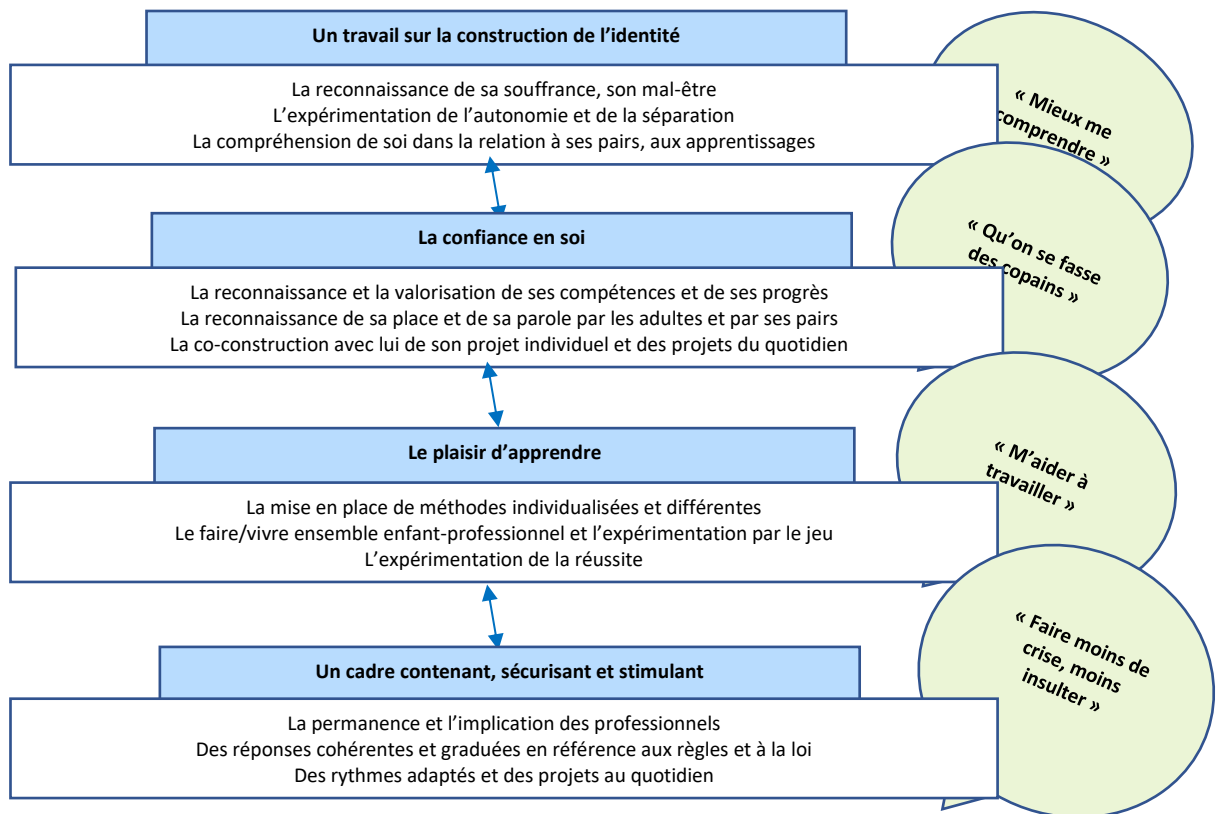 Un travail sur la construction de l’identité
La reconnaissance de sa souffrance, son mal-être
L’expérimentation de l’autonomie et de la séparation
La compréhension de soi dans la relation à ses pairs, aux apprentissages
« Mieux me
comprendre »
La confiance en soi
La reconnaissance et la valorisation de ses compétences et de ses progrès
La reconnaissance de sa place et de sa parole par les adultes et par ses pairs
La co-construction avec lui de son projet individuel et des projets du quotidien
« Qu’on se fasse
des copains »
Le plaisir d’apprendre
La mise en place de méthodes individualisées et différentes
Le faire/vivre ensemble enfant-professionnel et l’expérimentation par le jeu
L’expérimentation de la réussite
« M’aider à
travailler »
Un cadre contenant, sécurisant et stimulant
La permanence et l’implication des professionnels
Des réponses cohérentes et graduées en référence aux règles et à la loi
Des rythmes adaptés et des projets au quotidien
« Faire moins de
crise, moins
insulter »